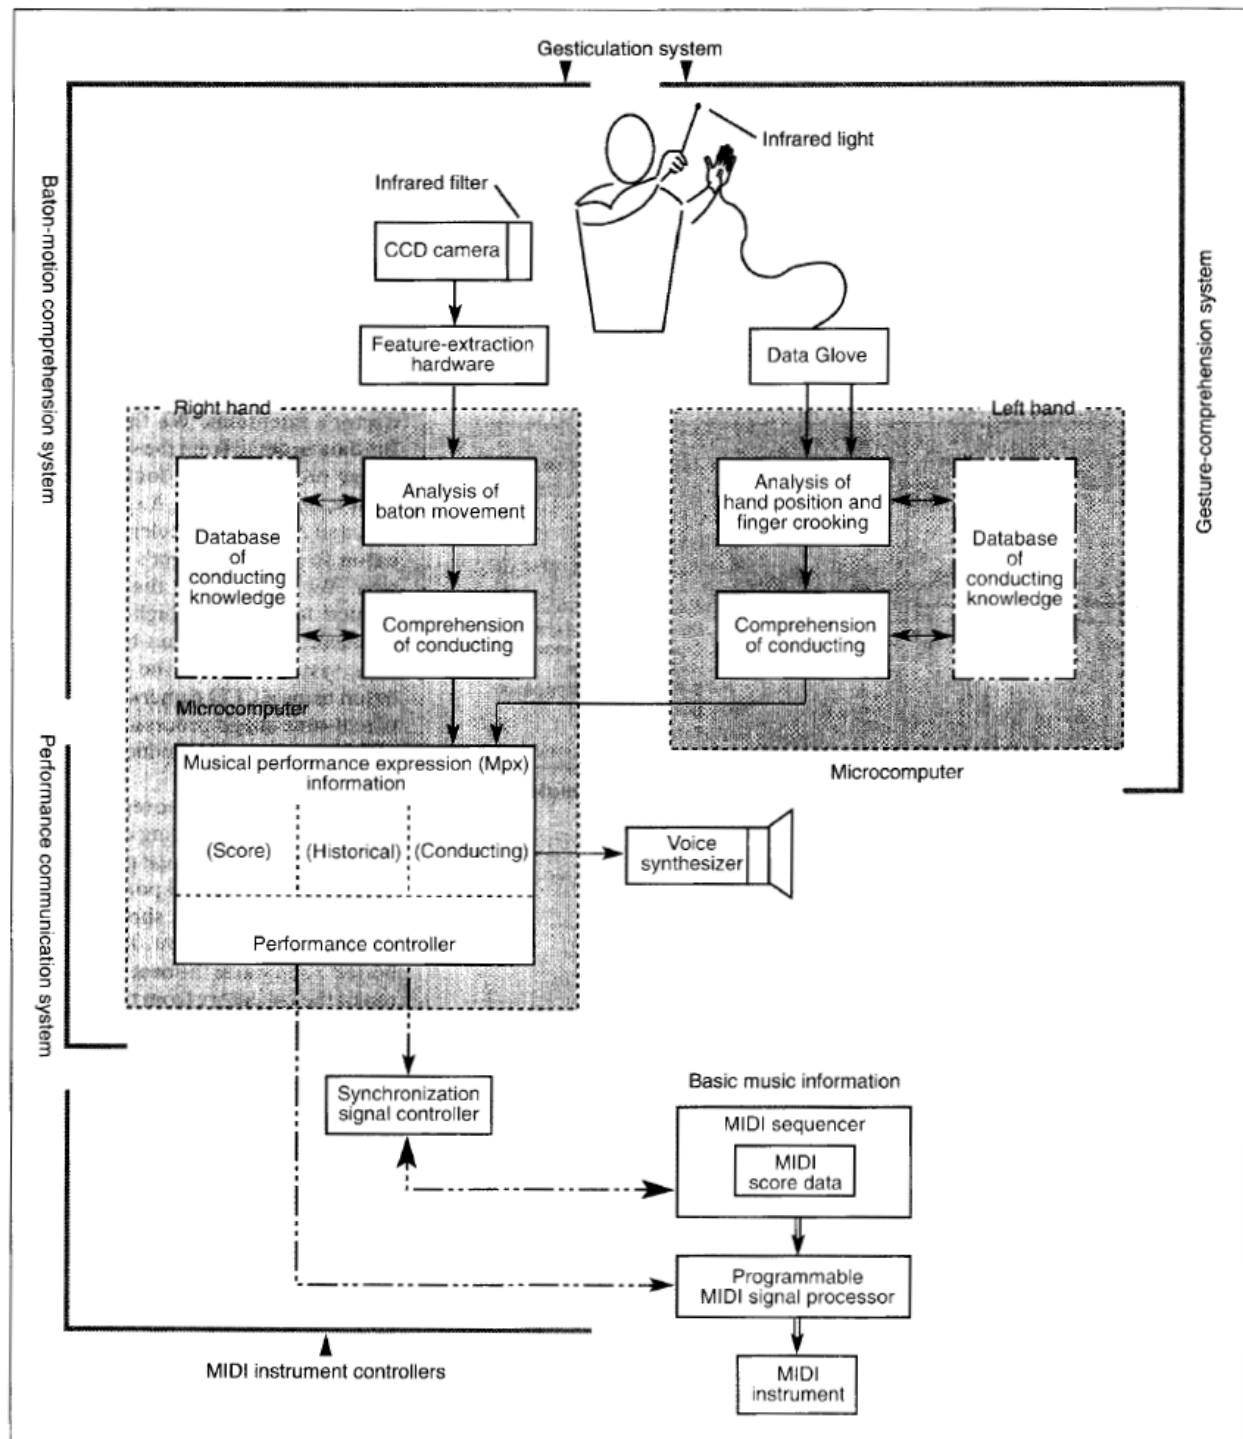 Gesticulation system
Infrared light
Infrared filter
CCD camera
Baton-motion comprehension system
Gesture-comprehension system
Feature-extraction
hardware
Data Glove
Right hand
Left hand
Analysis of
baton movement
Database
of
conducting
knowledge
Comprehension
of conducting
Analysis of
hand position and
finger crooking
Database
of
conducting
knowledge
Comprehension
of conducting
Microcomputer
Microcomputer
Performance communication system
Musical performance expression (Mpx)
information
(Score)
(Historical)
(Conducting)
Performance controller
Voice
synthesizer
Synchronization
signal controller
Basic music information
MIDI sequencer
MIDI
score data
Programmable
MIDI signal processor
MIDI instrument controllers
MIDI
instrument